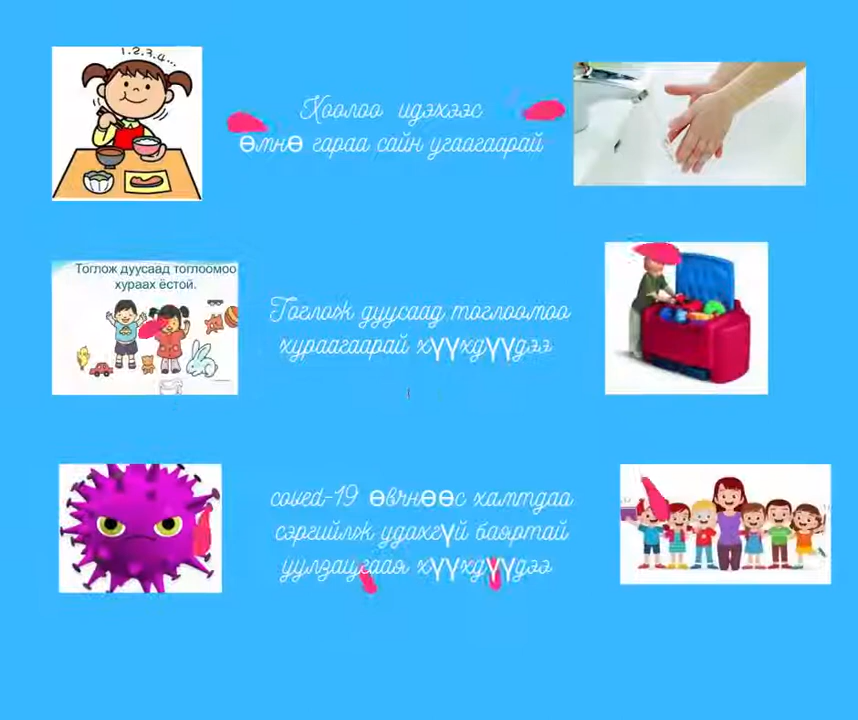 1.2.3.4...
Хоолоо идэхээс
өмнө гараа сайн угаагаарай
Тоглож дуусаад тоглоомоо
хураах ёстой.
Тоглож дуусаад тоглоомоо
хураагаарай хүүхдүүдээ
coved-19 өвчнөөс хамтдаа
сэргийлж удахгүй баяртай
уулзацгаая хүүхдүүдээ